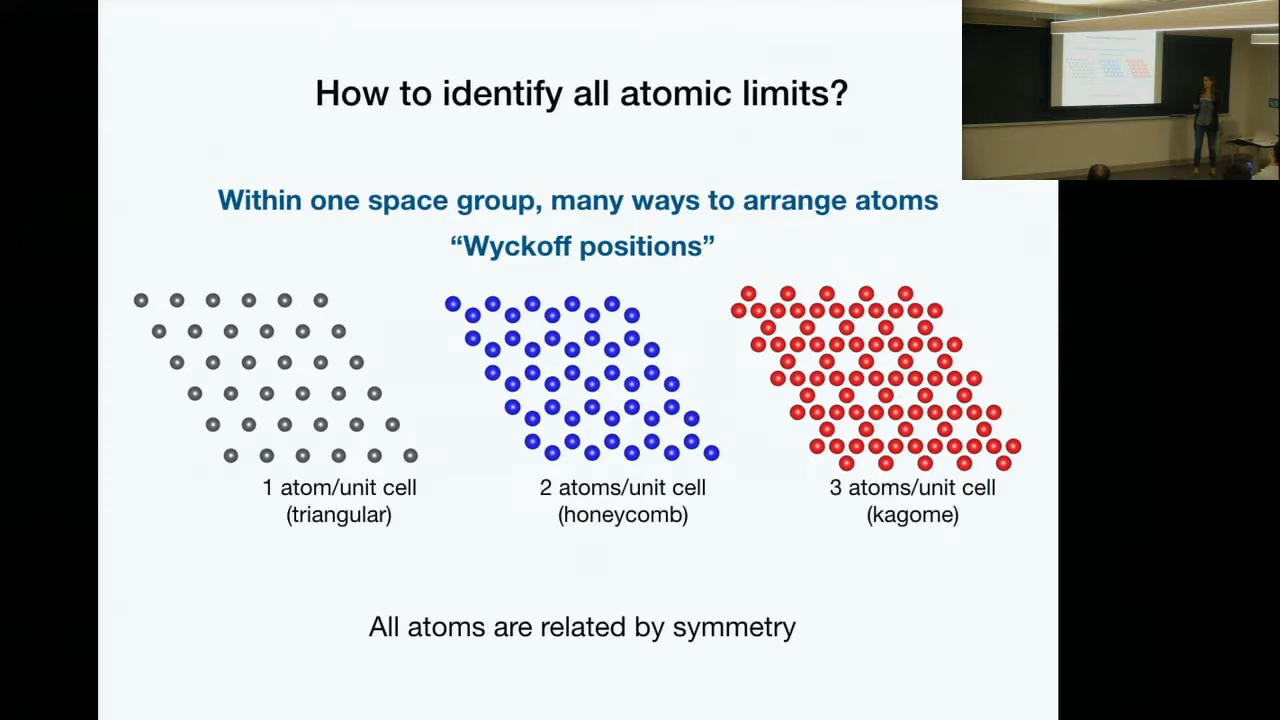 How to identify all atomic limits?
Within one space group, many ways to arrange atoms
“Wyckoff positions”
1 atom/unit cell
(triangular)
2 atoms/unit cell
(honeycomb)
3 atoms/unit cell
(kagome)
All atoms are related by symmetry